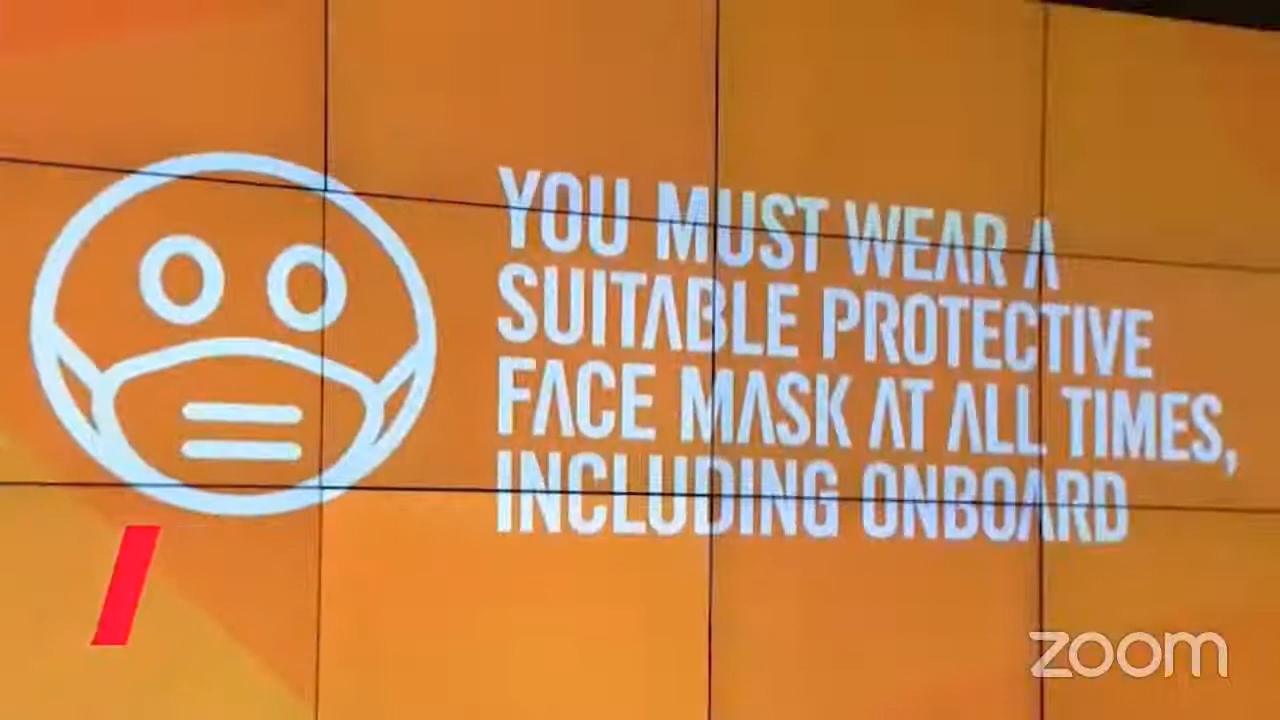 YOU MUST WEAR A
SUITABLE PROTECTIVE
FACE MASK AT ALL TIMES,
INCLUDING ONBOARD
zoom